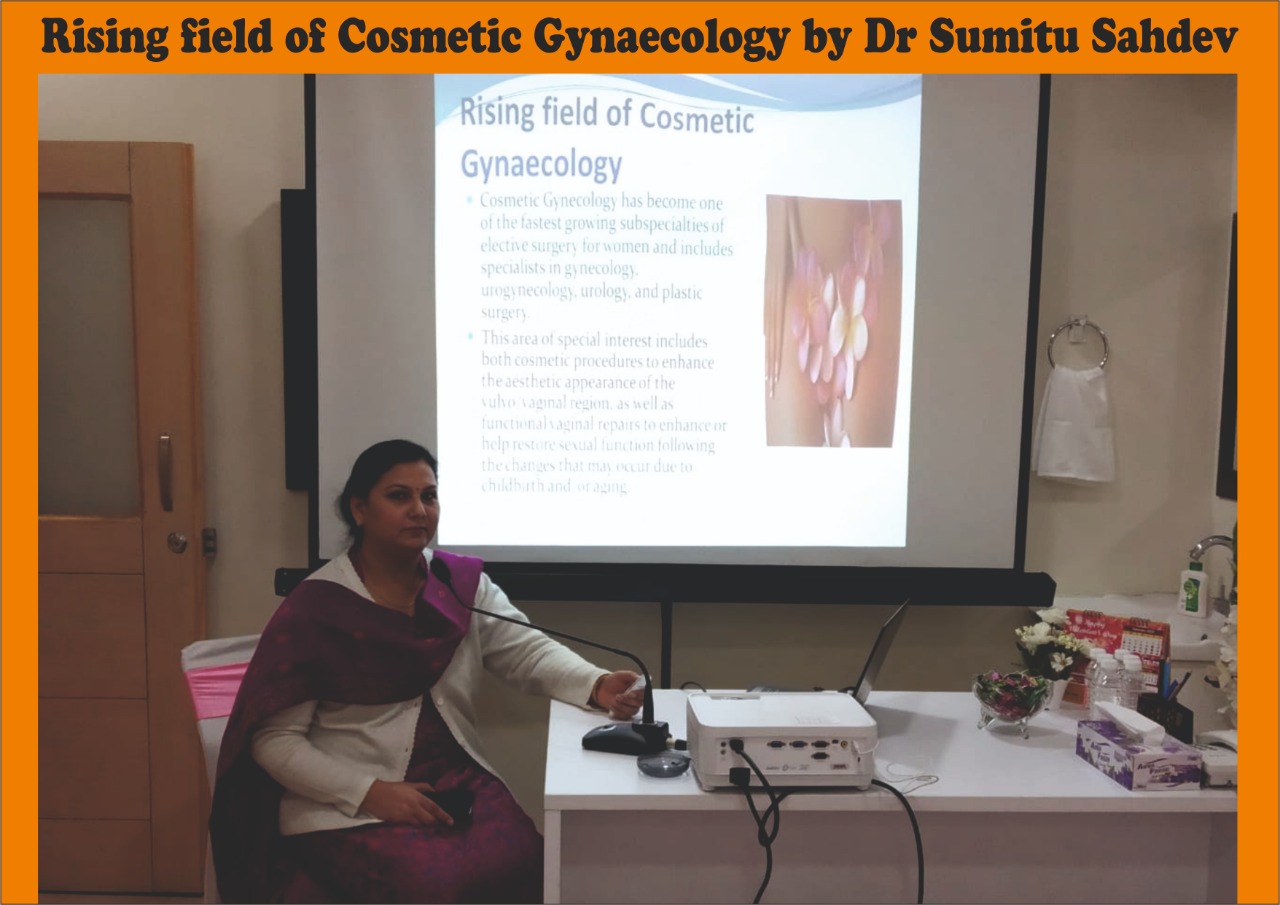 Rising field of Cosmetic Gynaecology by Dr Sumitu Sahdev
Rising field of Cosmetic
Gynaecology
Cosmetic Gynecology has become one
of the fastest growing subspecialties of
elective surgery for women and includes
specialists in gynecology,
urogynecology, urology, and plastic
surgery.
This area of special interest includes
both cosmetic procedures to enhance
the aesthetic appearance of the
vulvo/vaginal region, as well as
functional vaginal repairs to enhance or
help restore sexual function following
the changes that may occur due to
childbirth and/or aging